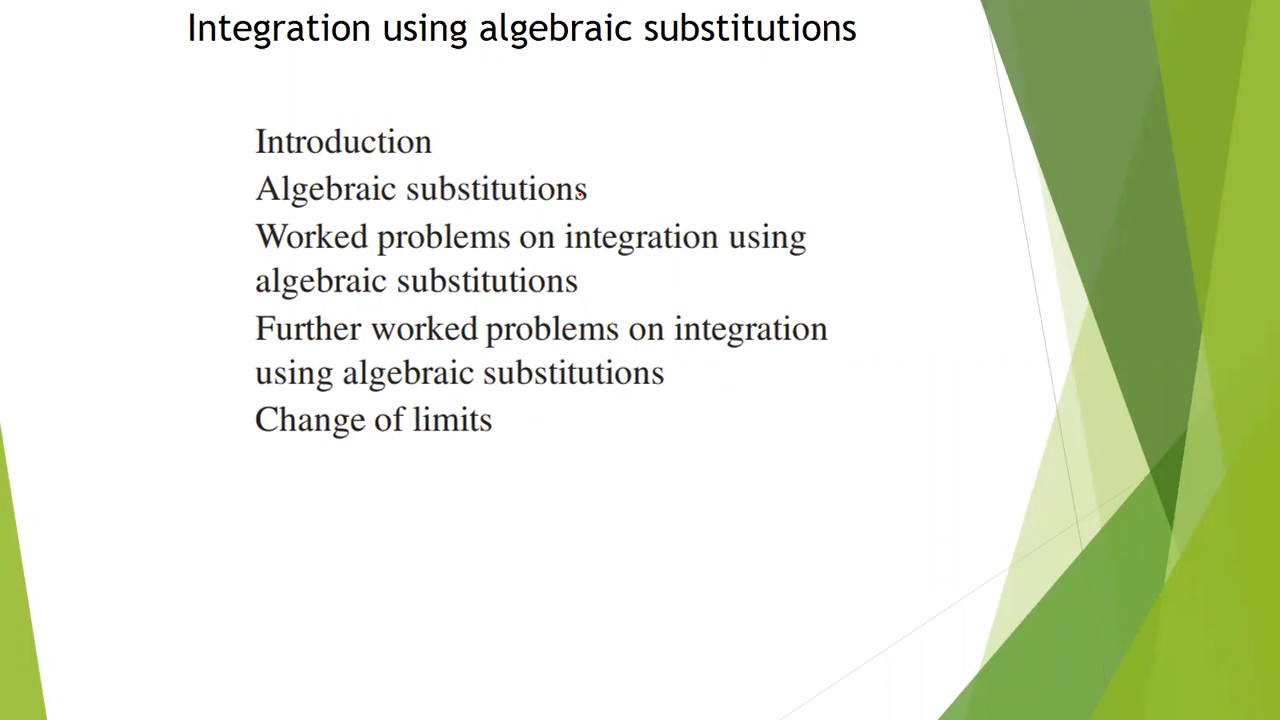 Integration using algebraic substitutions
Introduction
Algebraic substitutions
Worked problems on integration using
algebraic substitutions
Further worked problems on integration
using algebraic substitutions
Change of limits